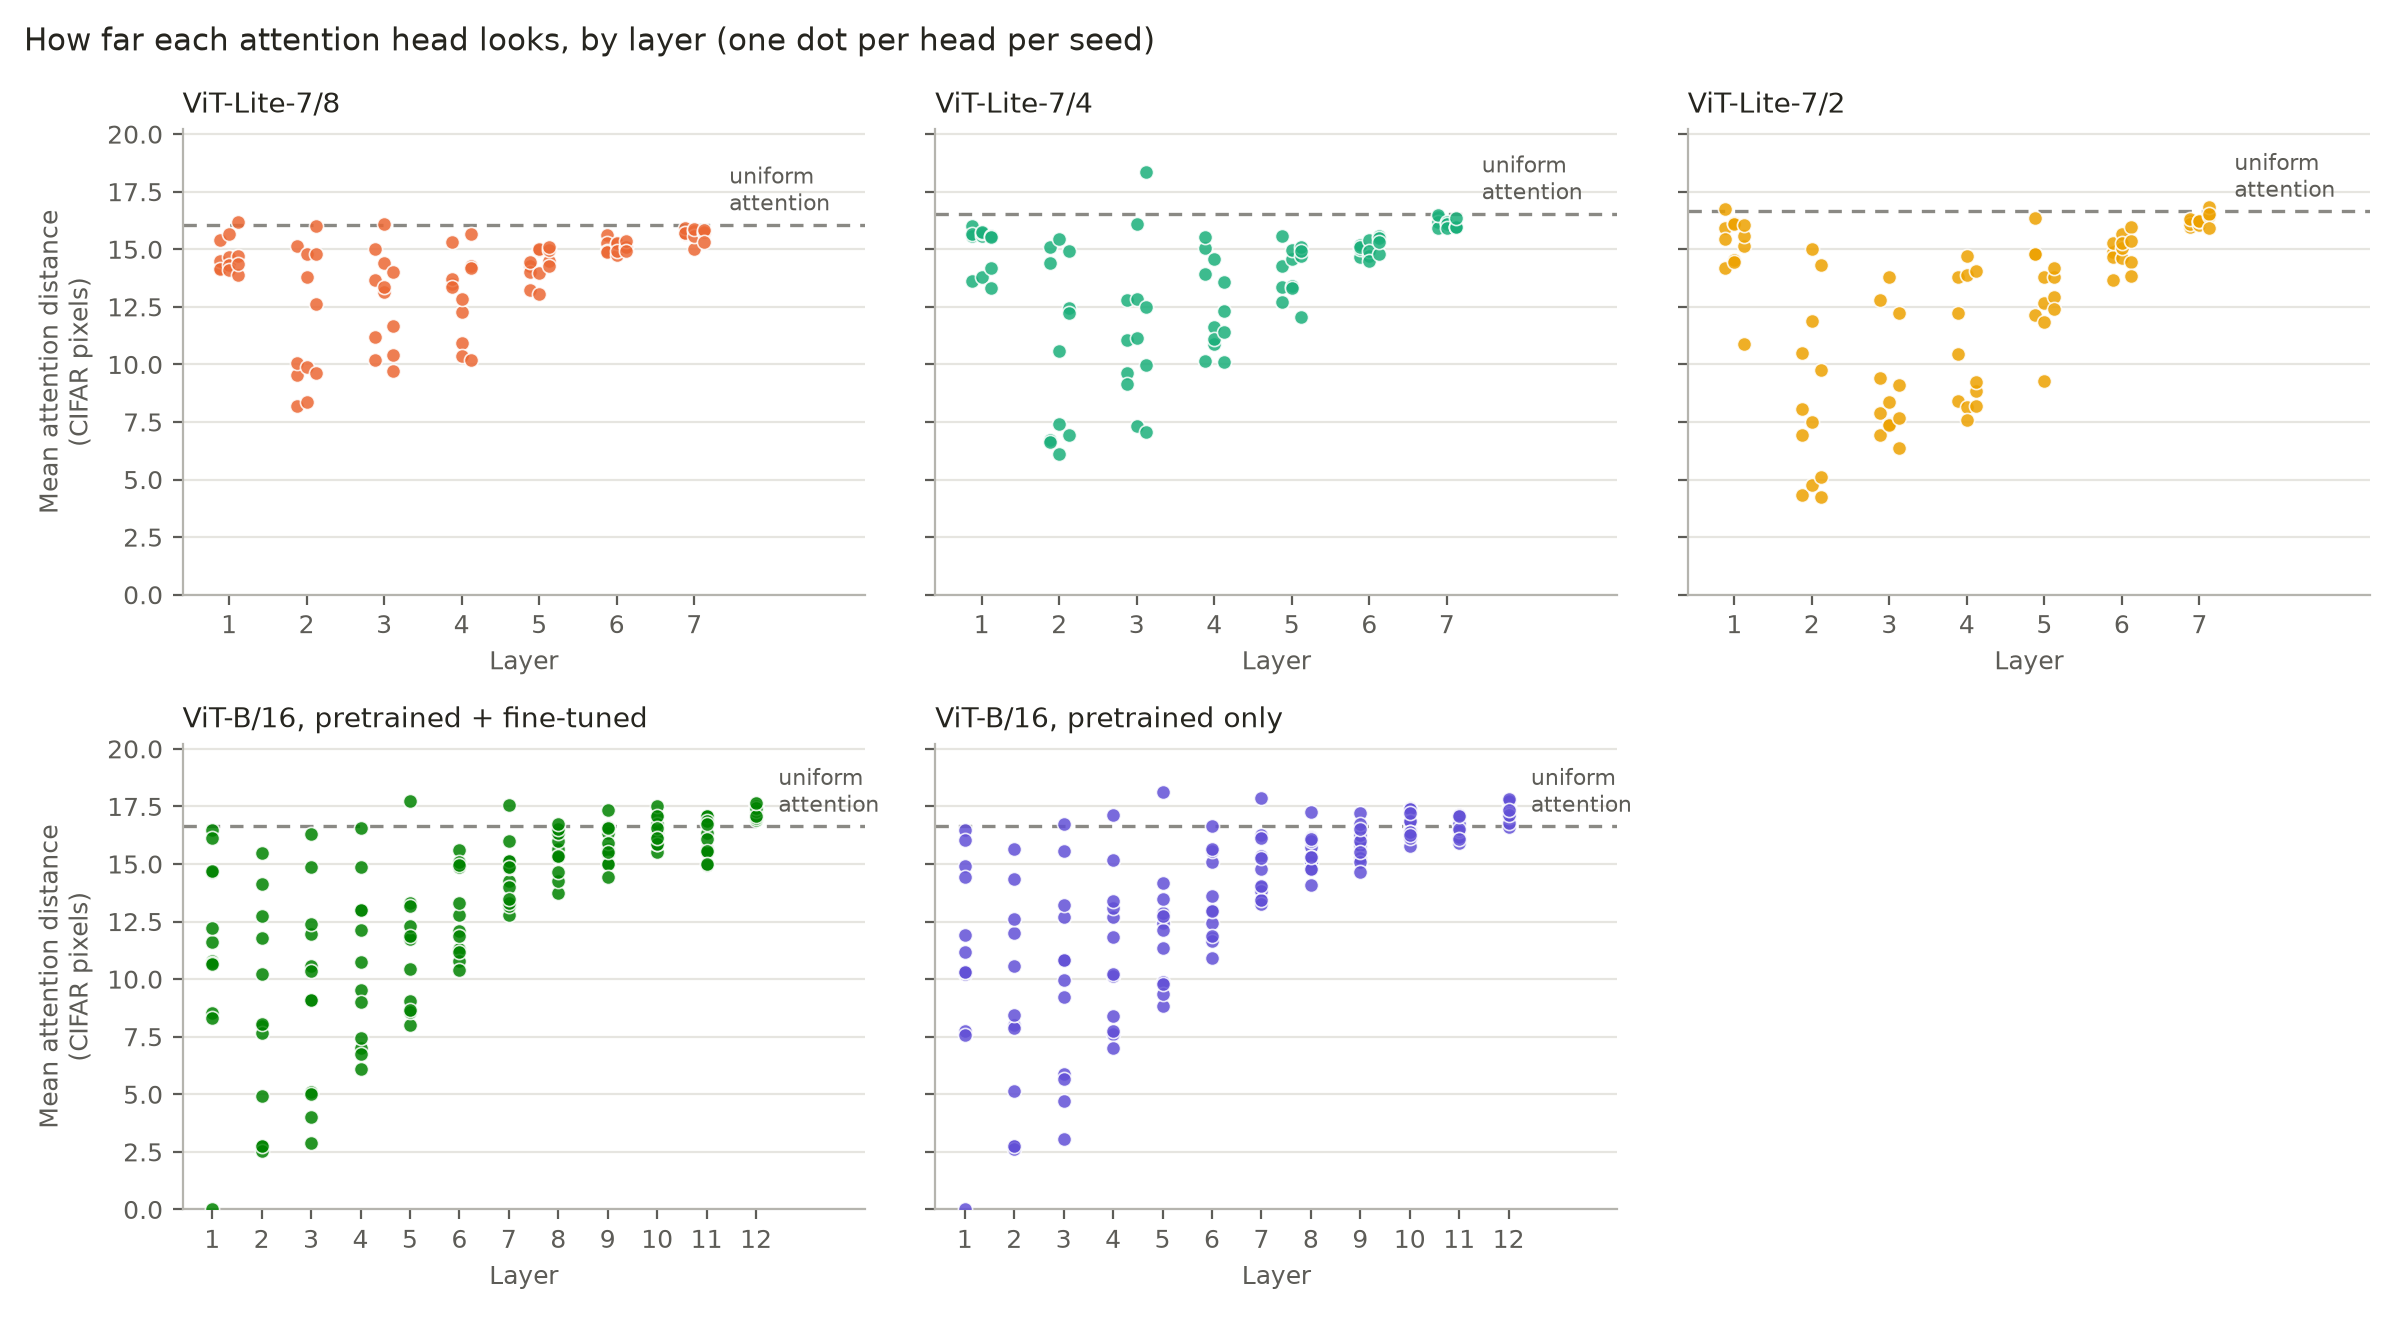 How far each attention head looks, by layer (one dot per head per seed)
ViT-Lite-7/8
Mean attention distance
(CIFAR pixels)
20.0
17.5
15.0
12.5
10.0
7.5
5.0
2.5
0.0
uniform
attention
1 2 3 4 5 6 7
Layer
ViT-Lite-7/4
uniform
attention
1 2 3 4 5 6 7
Layer
ViT-Lite-7/2
uniform
attention
1 2 3 4 5 6 7
Layer
ViT-B/16, pretrained + fine-tuned
Mean attention distance
(CIFAR pixels)
20.0
17.5
15.0
12.5
10.0
7.5
5.0
2.5
0.0
uniform
attention
1 2 3 4 5 6 7 8 9 10 11 12
Layer
ViT-B/16, pretrained only
uniform
attention
1 2 3 4 5 6 7 8 9 10 11 12
Layer